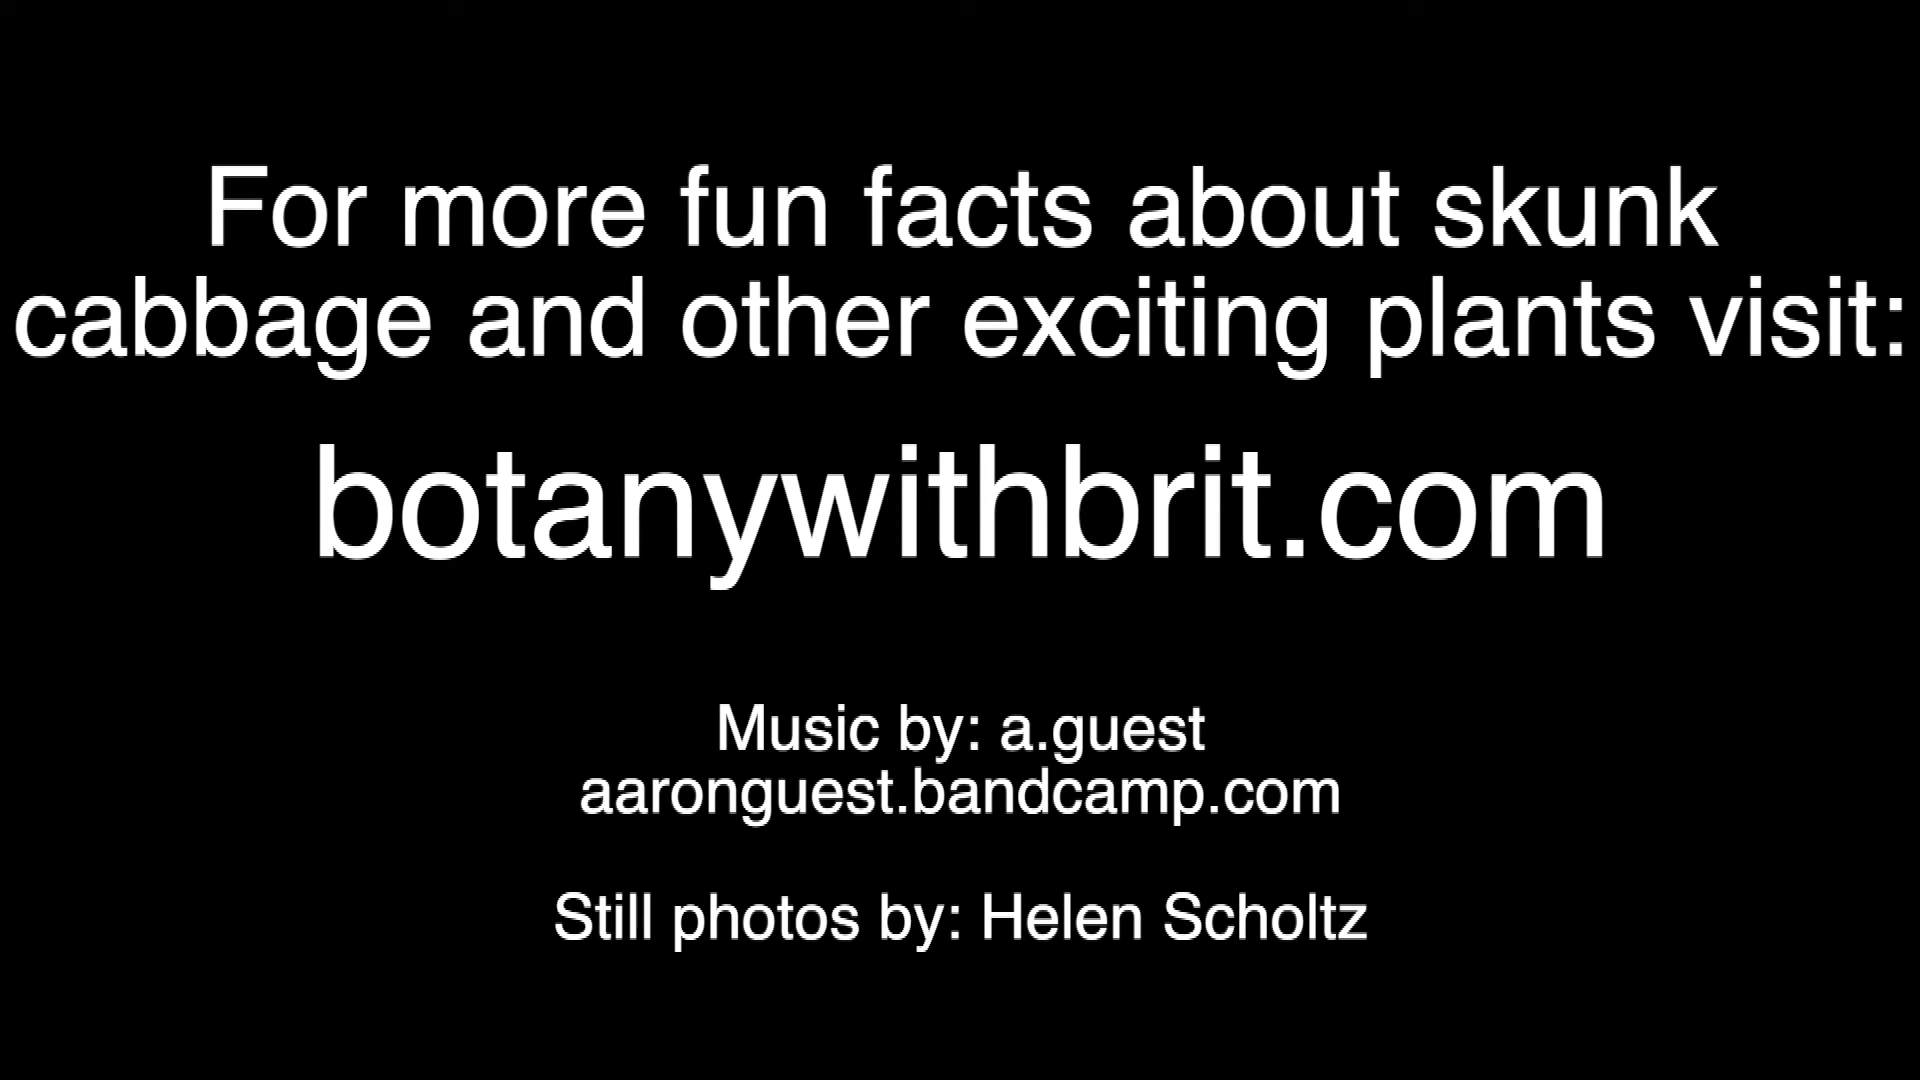 For more fun facts about skunk
cabbage and other exciting plants visit:
botanywithbrit.com
Music by: a.guest
aaronguest.bandcamp.com
Still photos by: Helen Scholtz